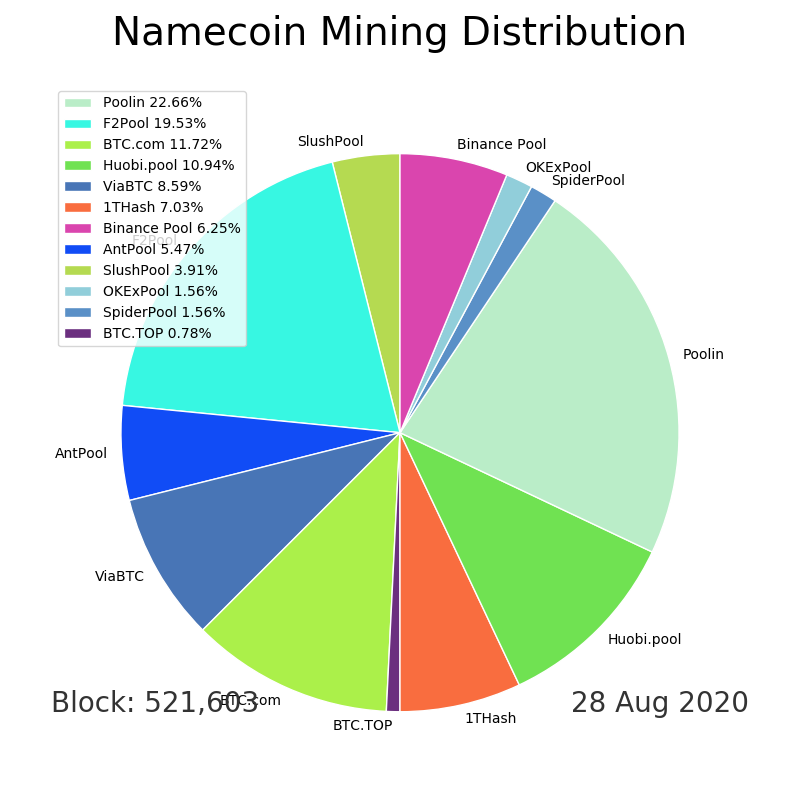 Namecoin Mining Distribution
Poolin 22.66%
F2Pool 19.53%
BTC.com 11.72%
Huobi.pool 10.94%
ViaBTC 8.59%
1THash 7.03%
Binance Pool 6.25%
AntPool 5.47%
SlushPool 3.91%
OKExPool 1.56%
SpiderPool 1.56%
BTC.TOP 0.78%
SlushPool
Binance Pool
OKExPool
SpiderPool
F2Pool
Poolin
AntPool
ViaBTC
Huobi.pool
BTC.com
Block: 521,603
28 Aug 2020
1THash
BTC.TOP